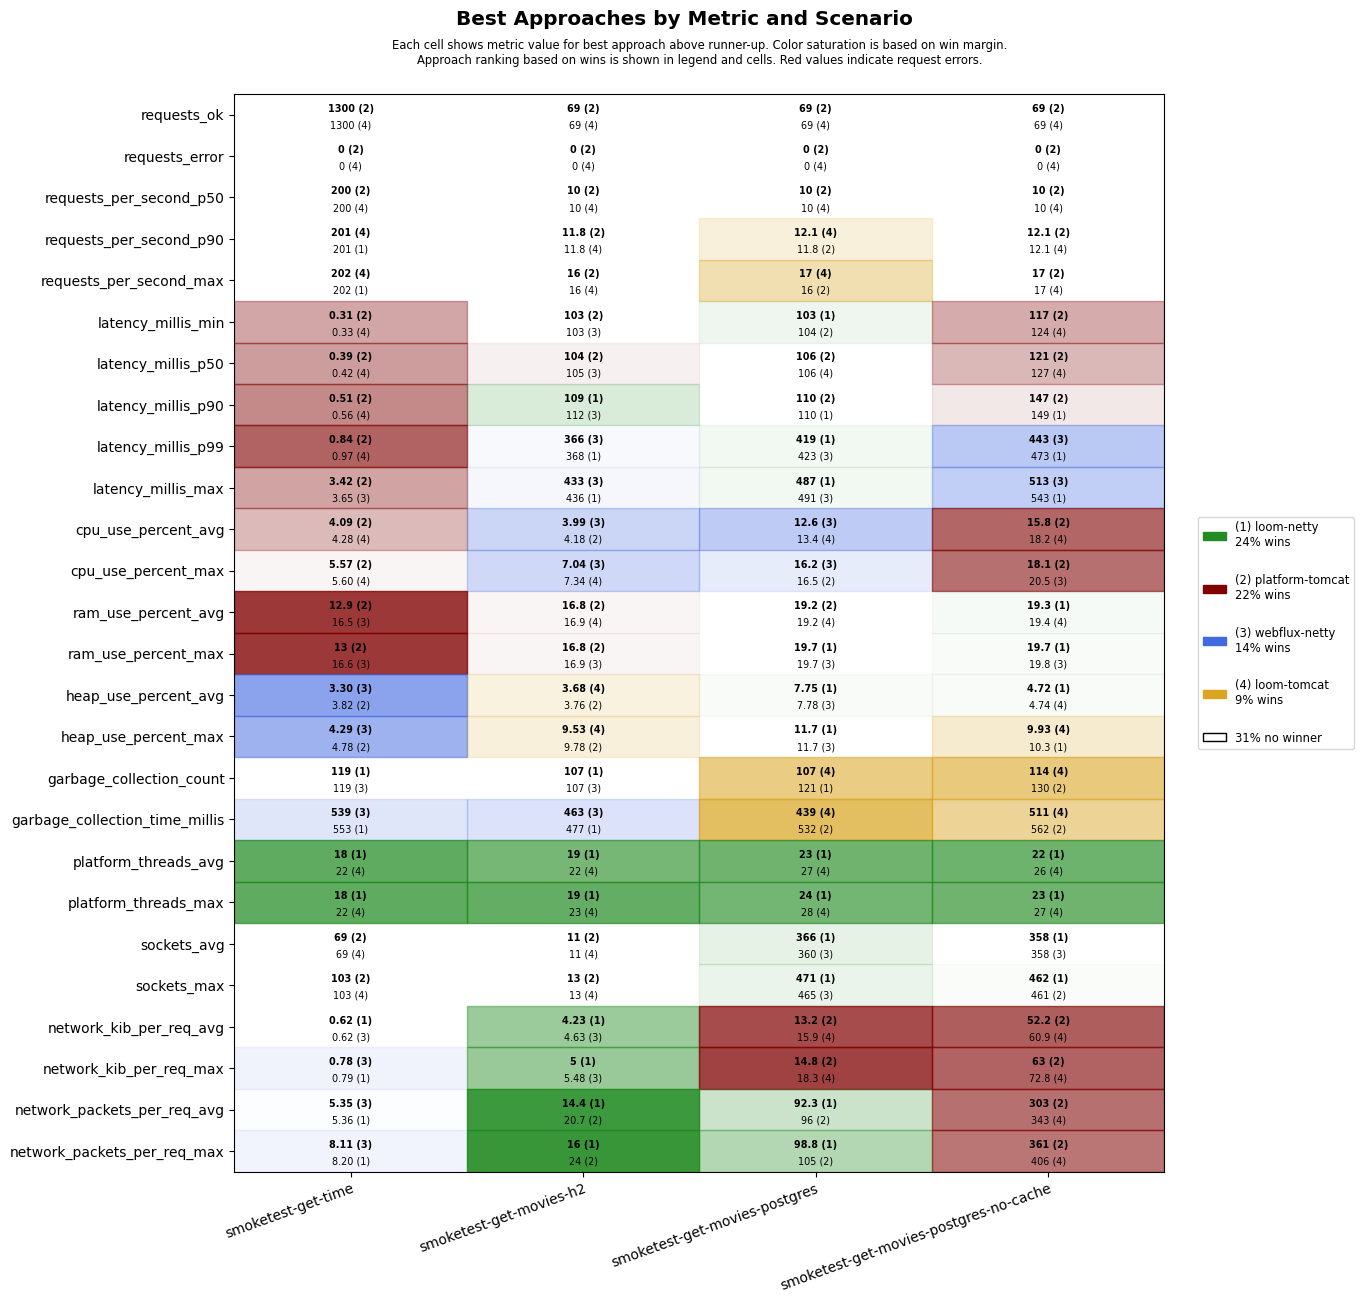 Best Approaches by Metric and Scenario
Each cell shows metric value for best approach above runner-up. Color saturation is based on win margin.
Approach ranking based on wins is shown in legend and cells. Red values indicate request errors.
requests_ok
1300 (2) 69 (2) 69 (2) 69 (2)
1300 (4) 69 (4) 69 (4) 69 (4)
requests_error
0 (2) 0 (2) 0 (2) 0 (2)
0 (4) 0 (4) 0 (4) 0 (4)
requests_per_second_p50
200 (2) 10 (2) 10 (2) 10 (2)
200 (4) 10 (4) 10 (4) 10 (4)
requests_per_second_p90
201 (4) 11.8 (2) 12.1 (4) 12.1 (2)
201 (1) 11.8 (4) 11.8 (2) 12.1 (4)
requests_per_second_max
202 (4) 16 (2) 17 (4) 17 (2)
202 (1) 16 (4) 16 (2) 17 (4)
latency_millis_min
0.31 (2) 103 (2) 103 (1) 117 (2)
0.33 (4) 103 (3) 104 (2) 124 (4)
latency_millis_p50
0.39 (2) 104 (2) 106 (2) 121 (2)
0.42 (4) 105 (3) 106 (4) 127 (4)
latency_millis_p90
0.51 (2) 109 (1) 110 (2) 147 (2)
0.56 (4) 112 (3) 110 (1) 149 (1)
latency_millis_p99
0.84 (2) 366 (3) 419 (1) 443 (3)
0.97 (4) 368 (1) 423 (3) 473 (1)
latency_millis_max
3.42 (2) 433 (3) 487 (1) 513 (3)
3.65 (3) 436 (1) 491 (3) 543 (1)
cpu_use_percent_avg
4.09 (2) 3.99 (3) 12.6 (3) 15.8 (2)
4.28 (4) 4.18 (2) 13.4 (4) 18.2 (4)
cpu_use_percent_max
5.57 (2) 7.04 (3) 16.2 (3) 18.1 (2)
5.60 (4) 7.34 (4) 16.5 (2) 20.5 (3)
ram_use_percent_avg
12.9 (2) 16.8 (2) 19.2 (2) 19.3 (1)
16.5 (3) 16.9 (4) 19.2 (4) 19.4 (4)
ram_use_percent_max
13 (2) 16.8 (2) 19.7 (1) 19.7 (1)
16.6 (3) 16.9 (3) 19.7 (3) 19.8 (3)
heap_use_percent_avg
3.30 (3) 3.68 (4) 7.75 (1) 4.72 (1)
3.82 (2) 3.76 (2) 7.78 (3) 4.74 (4)
heap_use_percent_max
4.29 (3) 9.53 (4) 11.7 (1) 9.93 (4)
4.78 (2) 9.78 (2) 11.7 (3) 10.3 (1)
garbage_collection_count
119 (1) 107 (1) 107 (4) 114 (4)
119 (3) 107 (3) 121 (1) 130 (2)
garbage_collection_time_millis
539 (3) 463 (3) 439 (4) 511 (4)
553 (1) 477 (1) 532 (2) 562 (2)
platform_threads_avg
18 (1) 19 (1) 23 (1) 22 (1)
22 (4) 22 (4) 27 (4) 26 (4)
platform_threads_max
18 (1) 19 (1) 24 (1) 23 (1)
22 (4) 23 (4) 28 (4) 27 (4)
sockets_avg
69 (2) 11 (2) 366 (1) 358 (1)
69 (4) 11 (4) 360 (3) 358 (3)
sockets_max
103 (2) 13 (2) 471 (1) 462 (1)
103 (4) 13 (4) 465 (3) 461 (2)
network_kib_per_req_avg
0.62 (1) 4.23 (1) 13.2 (2) 52.2 (2)
0.62 (3) 4.63 (3) 15.9 (4) 60.9 (4)
network_kib_per_req_max
0.78 (3) 5 (1) 14.8 (2) 63 (2)
0.79 (1) 5.48 (3) 18.3 (4) 72.8 (4)
network_packets_per_req_avg
5.35 (3) 14.4 (1) 92.3 (1) 303 (2)
5.36 (1) 20.7 (2) 96 (2) 343 (4)
network_packets_per_req_max
8.11 (3) 16 (1) 98.8 (1) 361 (2)
8.20 (1) 24 (2) 105 (2) 406 (4)
smoketest-get-time
smoketest-get-movies-h2
smoketest-get-movies-postgres
smoketest-get-movies-postgres-no-cache
(1) loom-netty
24% wins
(2) platform-tomcat
22% wins
(3) webflux-netty
14% wins
(4) loom-tomcat
9% wins
31% no winner